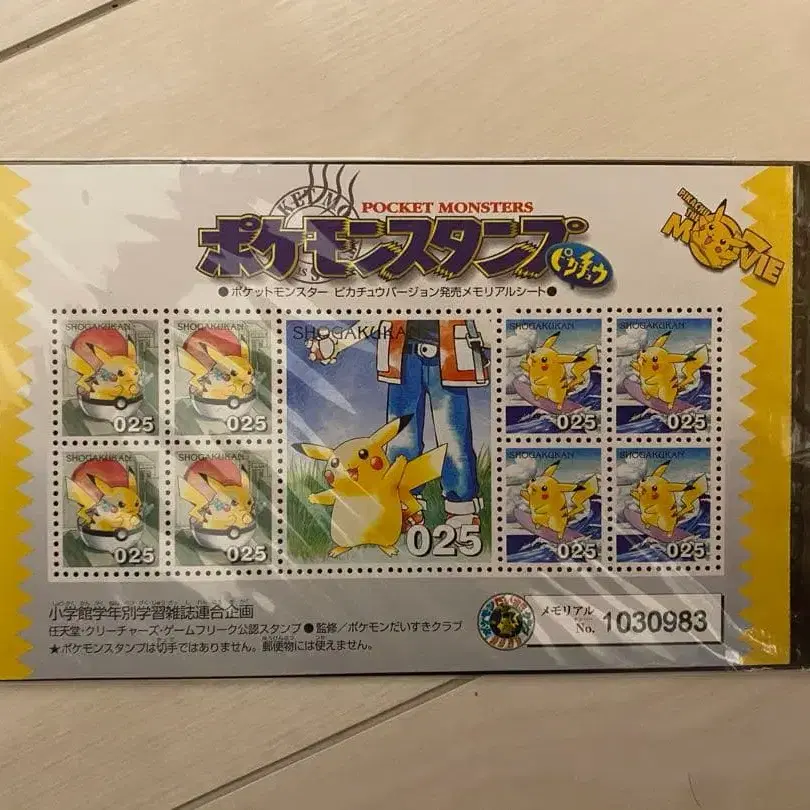 POCKET MONSTERS
ポケモンスタンプ
ピカチュウ
PIKACHU THE MOVIE
●ポケットモンスター ピカチュウバージョン発売メモリアルシート●
SHOGAKUKAN
025
SHOGAKUKAN
025
SHOGAKUKA
025
SHOGAKUKAN
025
SHOGAKUKAN
025
SHOGAKUKAN
025
SHOGAKUKAN
025
SHOGAKUKAN
025
SHOGAKUKAN
025
小学館学年別学習雑誌連合企画
任天堂・クリーチャーズ・ゲームフリーク公認スタンプ●監修/ポケモンだいすきクラブ
★ポケモンスタンプは切手ではありません。郵便物には使えません。
メモリアル
No. 1030983